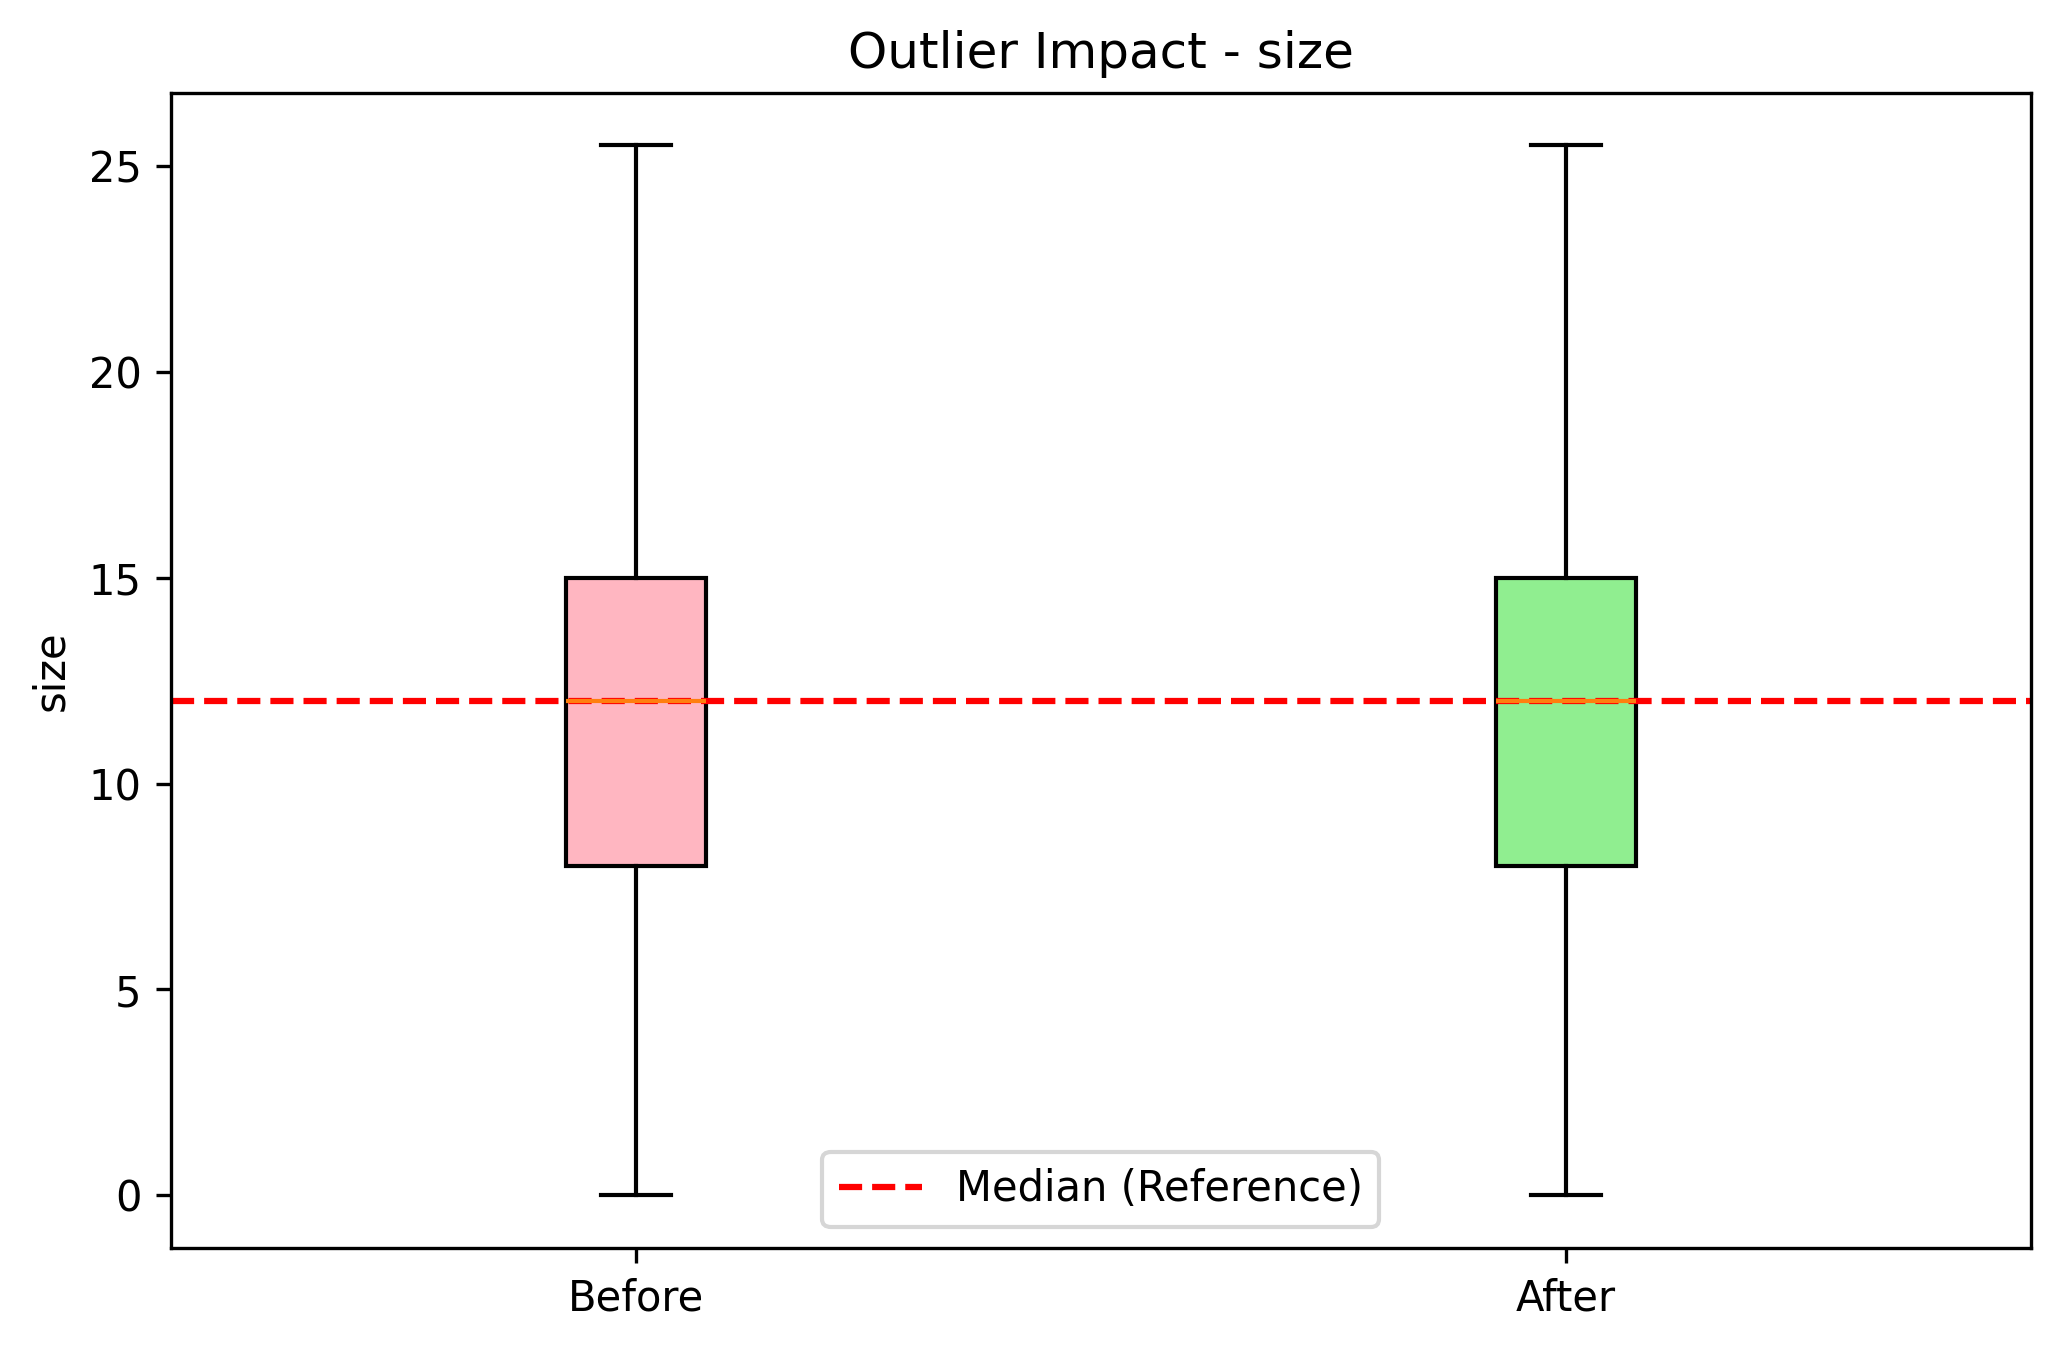 Outlier Impact - size
25
20
15
10
5
0
size
Median (Reference)
Before
After